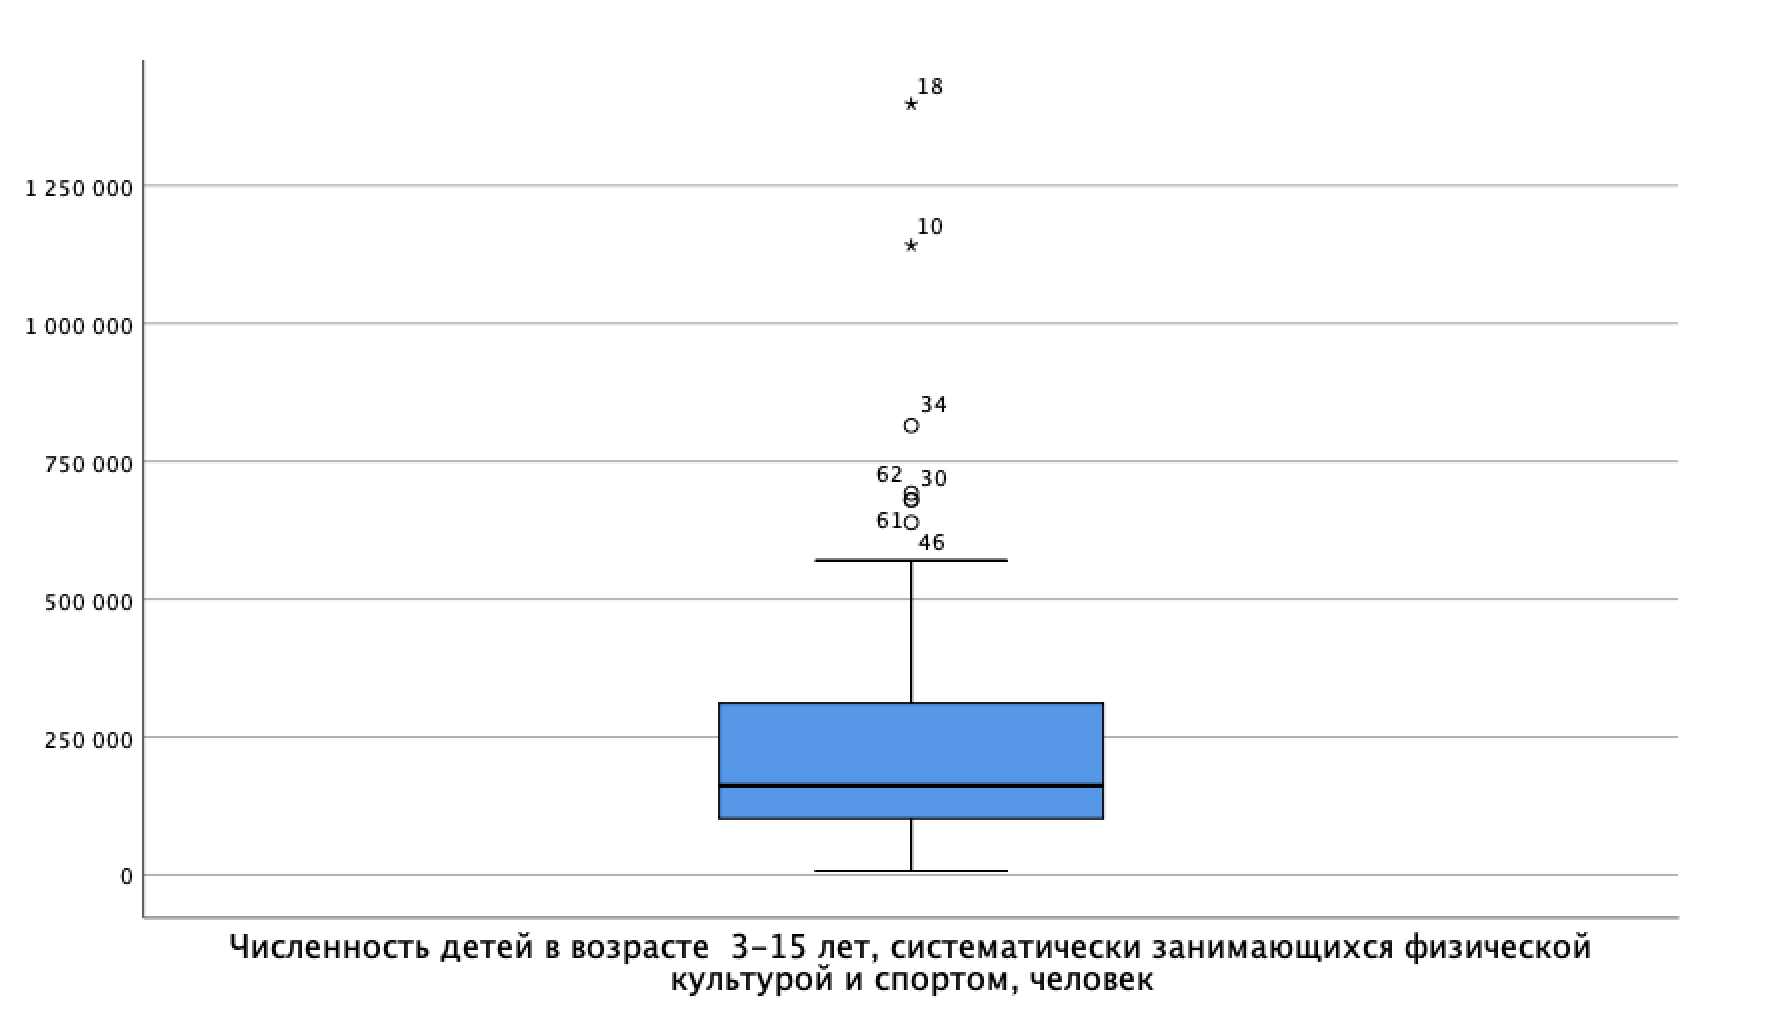 18
1 250 000
10
1 000 000
34
750 000
62
30
61
46
500 000
250 000
0
Численность детей в возрасте 3–15 лет, систематически занимающихся физической
культурой и спортом, человек